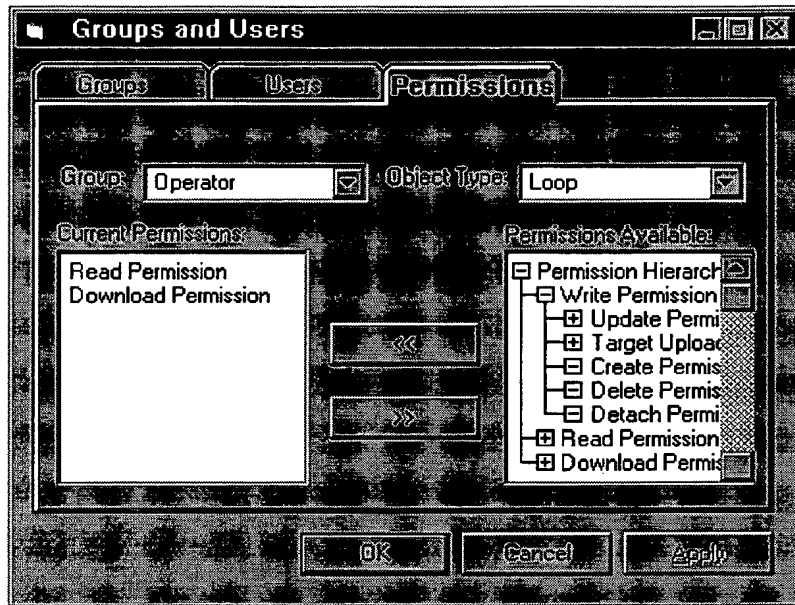 Groups and Users
Groups Users Permissions
Group: Operator Object Type: Loop
Current Permissions: Permissions Available:
Read Permission
Download Permission
Permission Hierarch
Write Permission
Update Permi
Target Upload
Create Permis
Delete Permis
Detach Permi
Read Permission
Download Permis
<<
>>
OK Cancel Apply